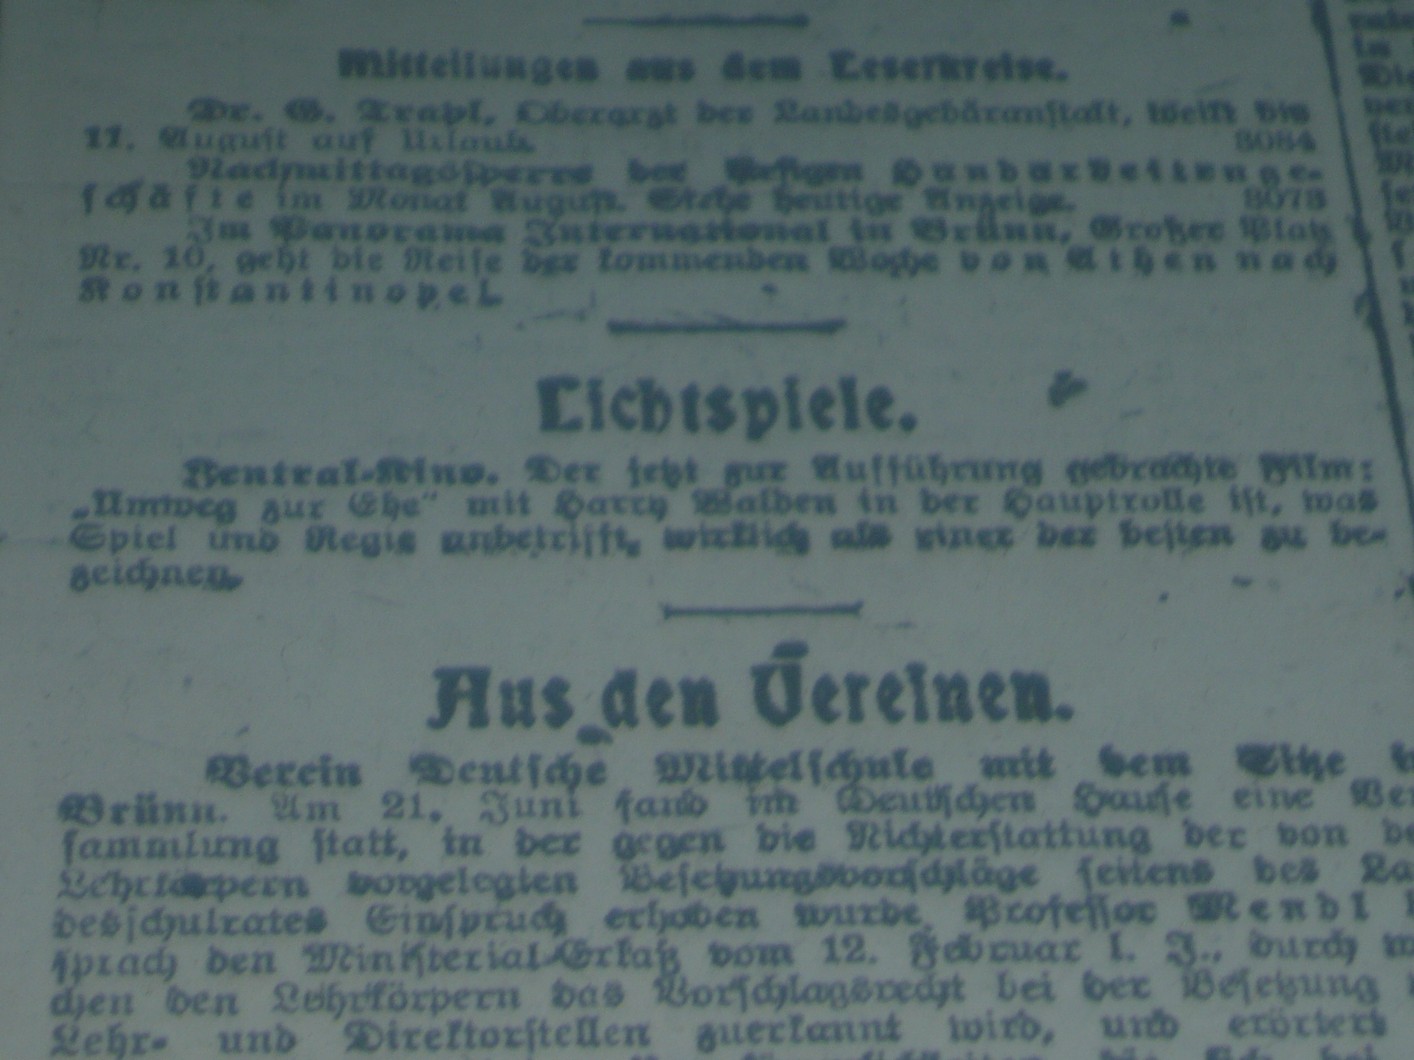 Mitteilungen aus dem Leserkreise.
Dr. G. Trapl, Oberarzt der Landesgebäranstalt, weilt bis
11. August auf Urlaub. 8084
Nachmittagssperre der hiesigen Handarbeitenge-
schäfte im Monat August. Siehe heutige Anzeige. 8073
Im Panorama International in Brünn, Großer Platz
Nr. 10, geht die Reise der kommenden Woche von Athen nach
Konstantinopel.
Lichtspiele.
Zentral-Kino. Der jetzt zur Aufführung gebrachte Film:
„Umweg zur Ehe“ mit Harry Walden in der Hauptrolle ist, was
Spiel und Regie anbetrifft, wirklich als einer der besten zu be-
zeichnen.
Aus den Vereinen.
Verein Deutsche Mittelschule mit dem Sitze
Brünn. Am 21. Juni fand im Deutschen Hause eine Ver
sammlung statt, in der gegen die Nichterstattung der von
Lehrkörpern vorgelegten Besetzungsvorschläge seitens des La
desschulrates Einspruch erhoben wurde. Professor Mendl
sprach den Ministerial-Erlaß vom 12. Februar l. J., durch
chen den Lehrkörpern das Vorschlagsrecht bei der Besetzung
Lehr- und Direktorstellen zuerkannt wird, und erörtert